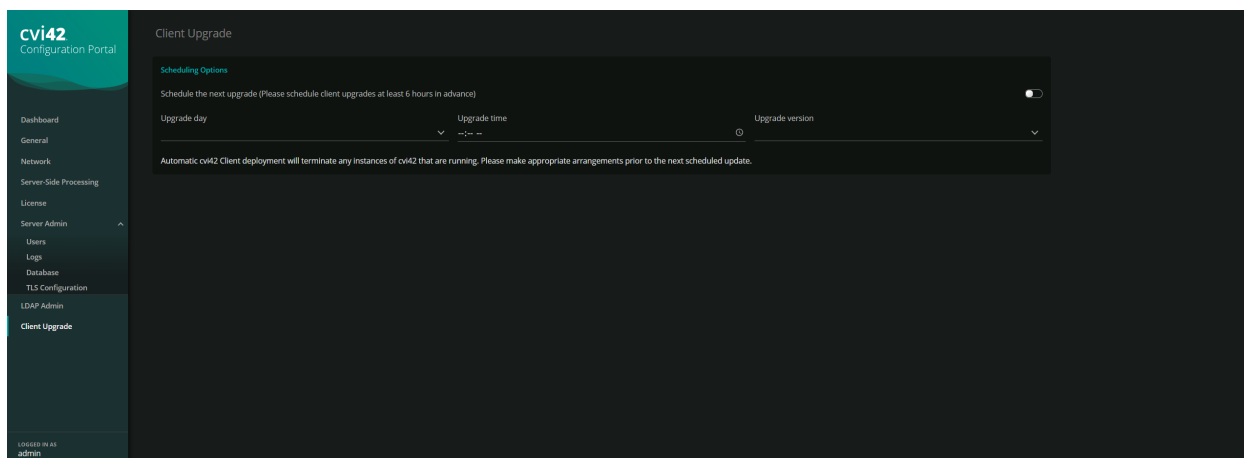 cvi42
Configuration Portal
Dashboard
General
Network
Server-Side Processing
License
Server Admin
Users
Logs
Database
TLS Configuration
LDAP Admin
Client Upgrade
LOGGED IN AS
admin
Client Upgrade
Scheduling Options
Schedule the next upgrade (Please schedule client upgrades at least 6 hours in advance)
Upgrade day
Upgrade time
Upgrade version
--:-- --
Automatic cvi42 Client deployment will terminate any instances of cvi42 that are running. Please make appropriate arrangements prior to the next scheduled update.